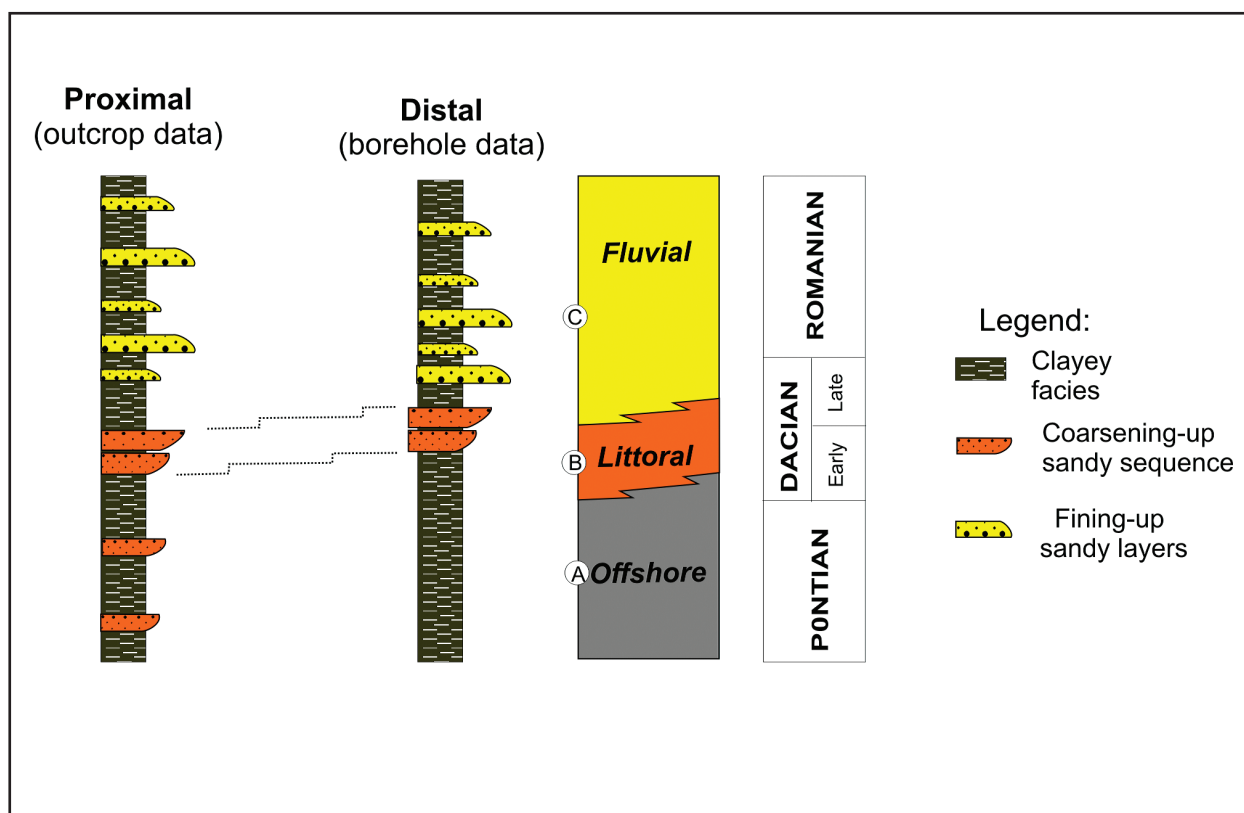 Proximal
(outcrop data)
Distal
(borehole data)
Fluvial
Littoral
Offshore
C
B
A
ROMANIAN
DACIAN
Late
Early
P0NTIAN
Legend:
Clayey
facies
Coarsening-up
sandy sequence
Fining-up
sandy layers